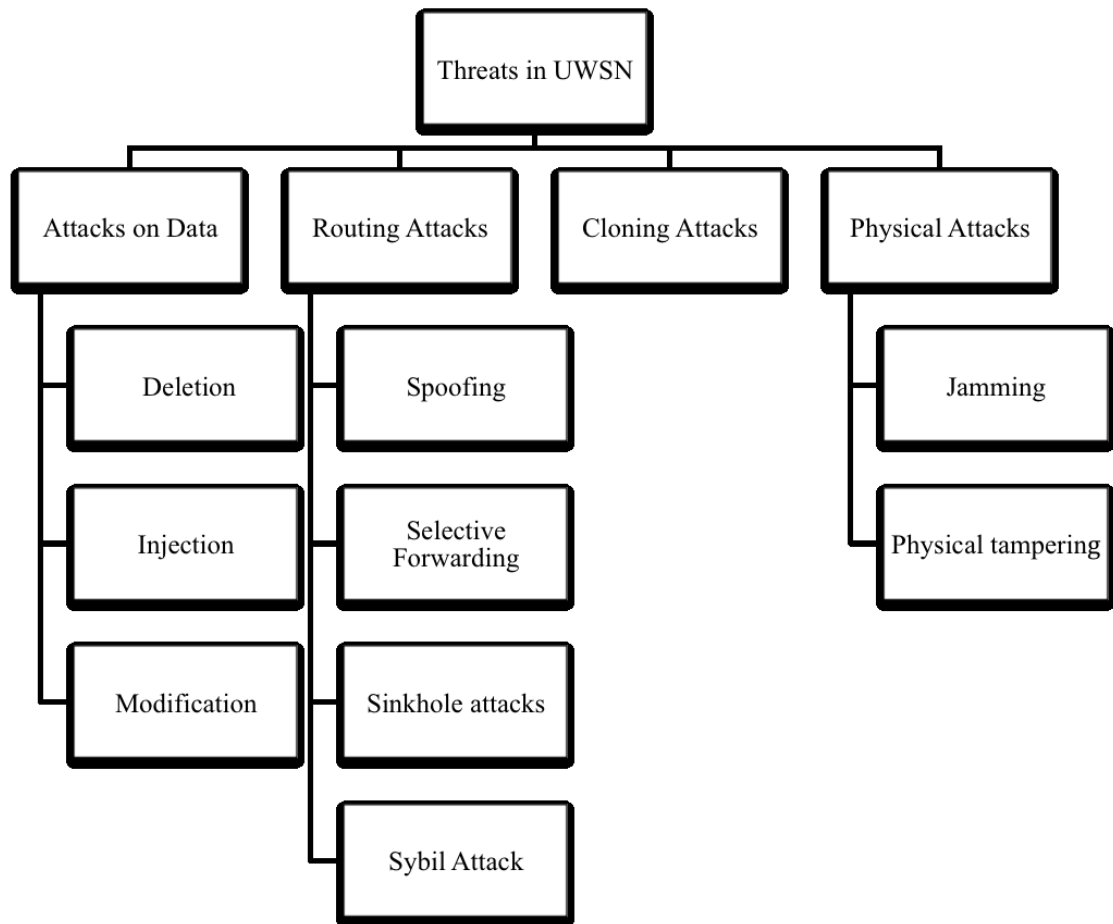 Threats in UWSN
Attacks on Data
Routing Attacks
Cloning Attacks
Physical Attacks
Deletion
Spoofing
Jamming
Injection
Selective
Forwarding
Physical tampering
Modification
Sinkhole attacks
Sybil Attack